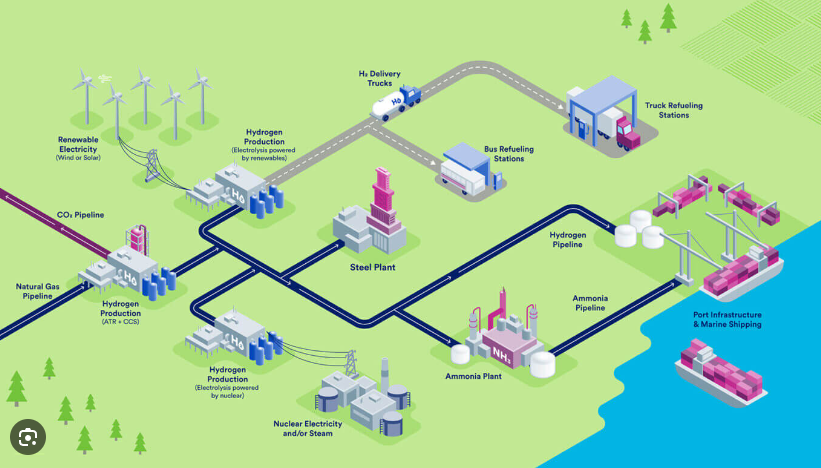 H₂ Delivery
Trucks
Truck Refueling
Stations
Renewable
Electricity
(Wind or Solar)
Hydrogen
Production
(Electrolysis powered
by renewables)
Bus Refueling
Stations
H₂
H₂
CO₂ Pipeline
Steel Plant
Hydrogen
Pipeline
Natural Gas
Pipeline
H₂
Hydrogen
Production
(ATR + CCS)
Ammonia
Pipeline
Port Infrastructure
& Marine Shipping
H₂
NH₃
Hydrogen
Production
(Electrolysis powered
by nuclear)
Ammonia Plant
Nuclear Electricity
and/or Steam